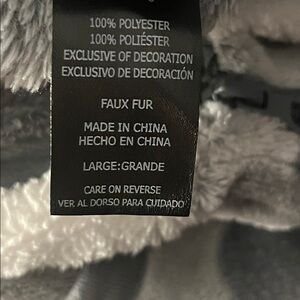 100% POLYESTER
100% POLIÉSTER
EXCLUSIVE OF DECORATION
EXCLUSIVO DE DECORACIÓN
FAUX FUR
MADE IN CHINA
HECHO EN CHINA
LARGE:GRANDE
CARE ON REVERSE
VER AL DORSO PARA CUIDADO